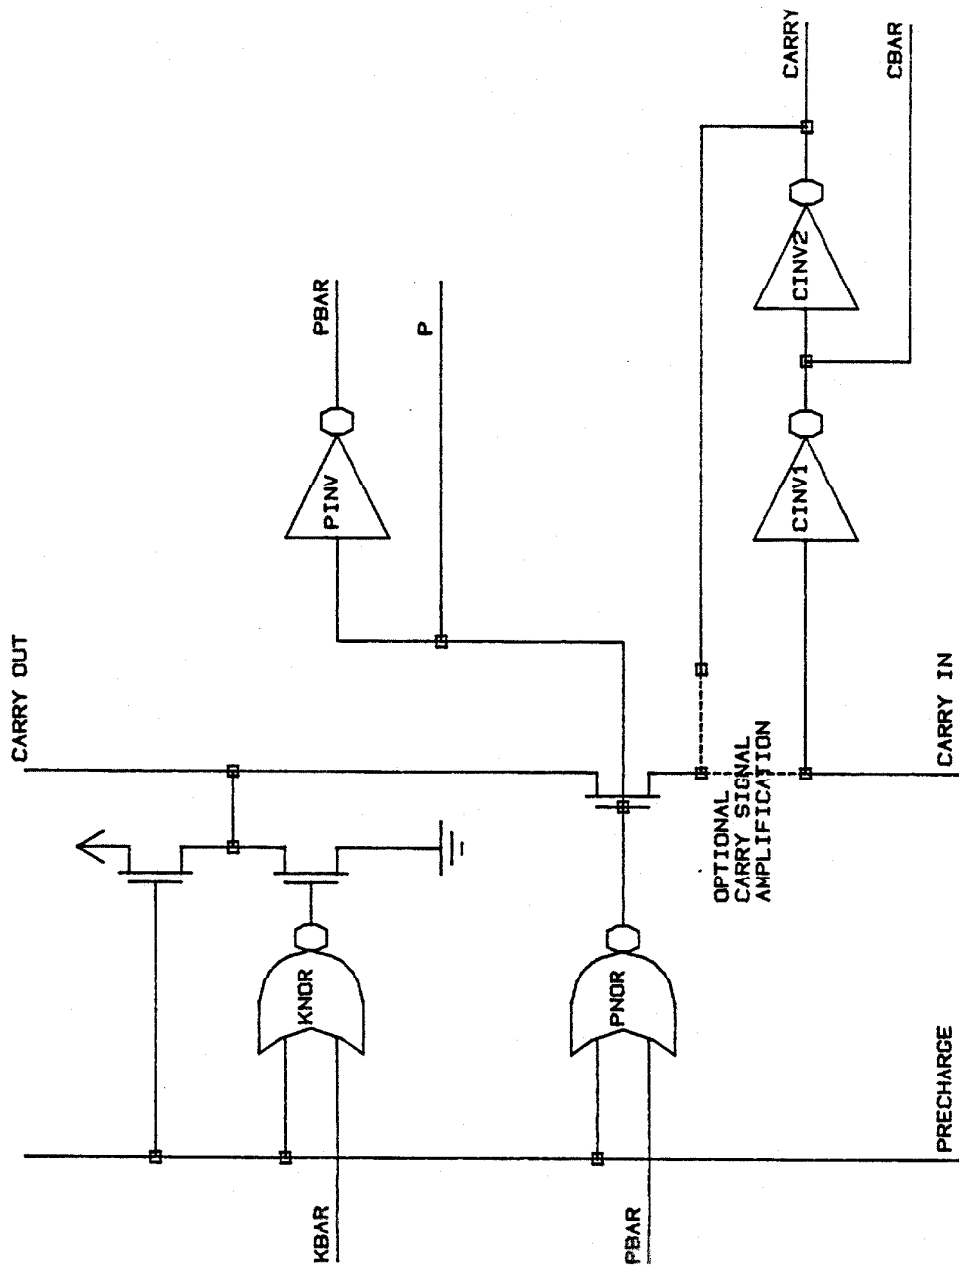 CARRY OUT
PBAR
P
PINV
CARRY
CBAR
CINV2
CINV1
KNOR
PNOR
OPTIONAL
CARRY SIGNAL
AMPLIFICATION
CARRY IN
PRECHARGE
KBAR
PBAR